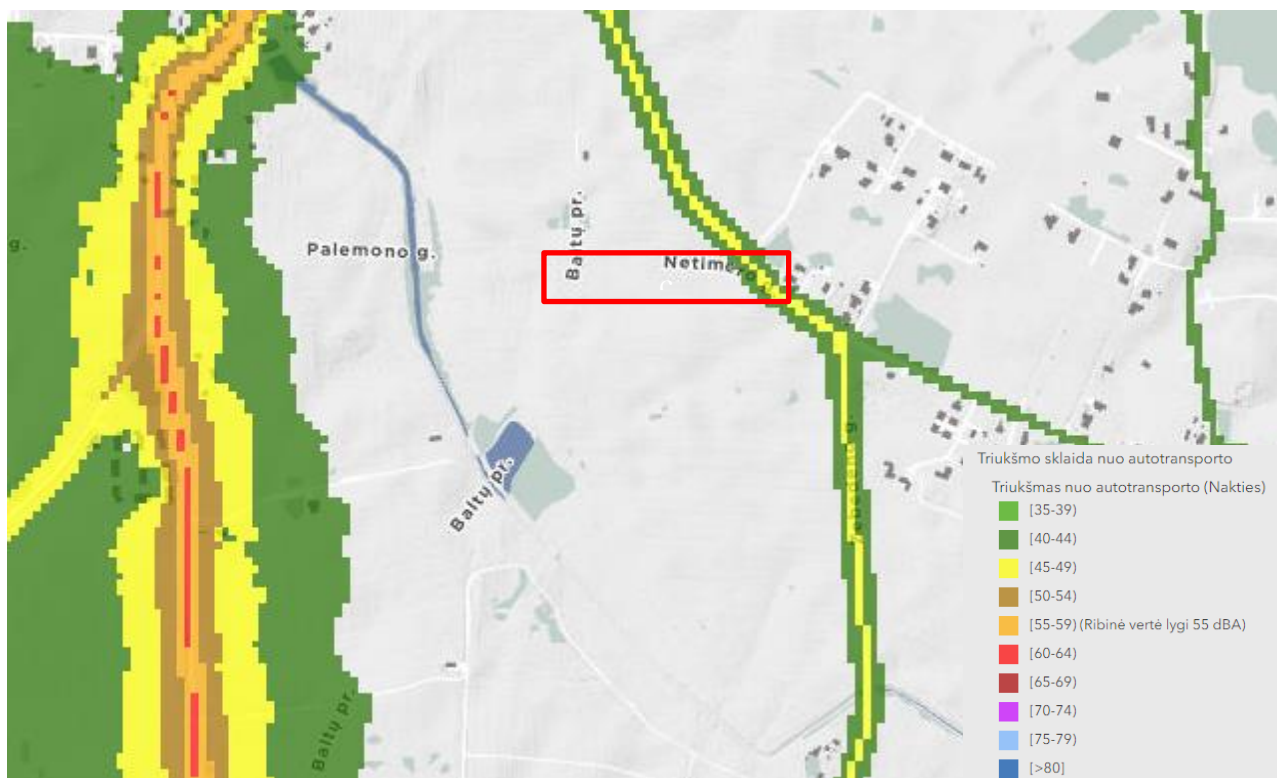 Baltų pr.
Palemono g.
g.
Netimero
Baltų pr.
Baltų pr.
Triukšmo sklaida nuo autotransporto
Triukšmas nuo autotransporto (Nakties)
[35-39)
[40-44)
[45-49)
[50-54)
[55-59) (Ribinė vertė lygi 55 dBA)
[60-64)
[65-69)
[70-74)
[75-79)
[>80]